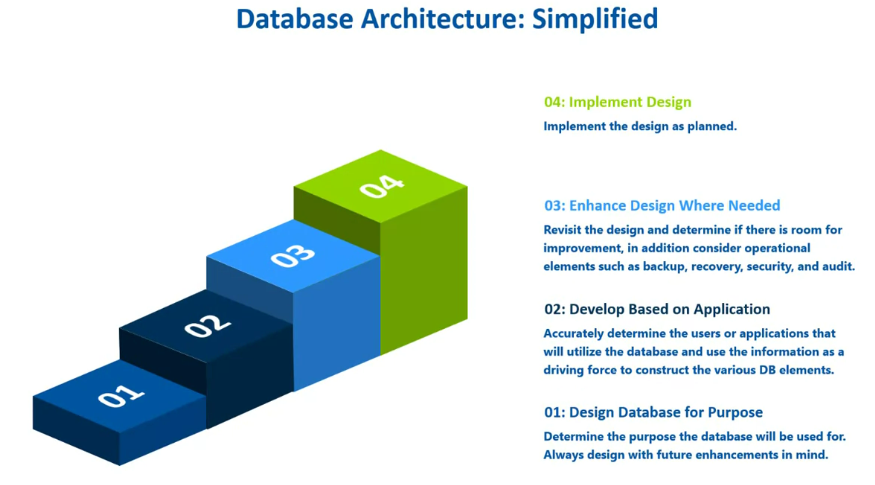 Database Architecture: Simplified
04: Implement Design
Implement the design as planned.
03: Enhance Design Where Needed
Revisit the design and determine if there is room for
improvement, in addition consider operational
elements such as backup, recovery, security, and audit.
02: Develop Based on Application
Accurately determine the users or applications that
will utilize the database and use the information as a
driving force to construct the various DB elements.
01: Design Database for Purpose
Determine the purpose the database will be used for.
Always design with future enhancements in mind.
04
03
02
01